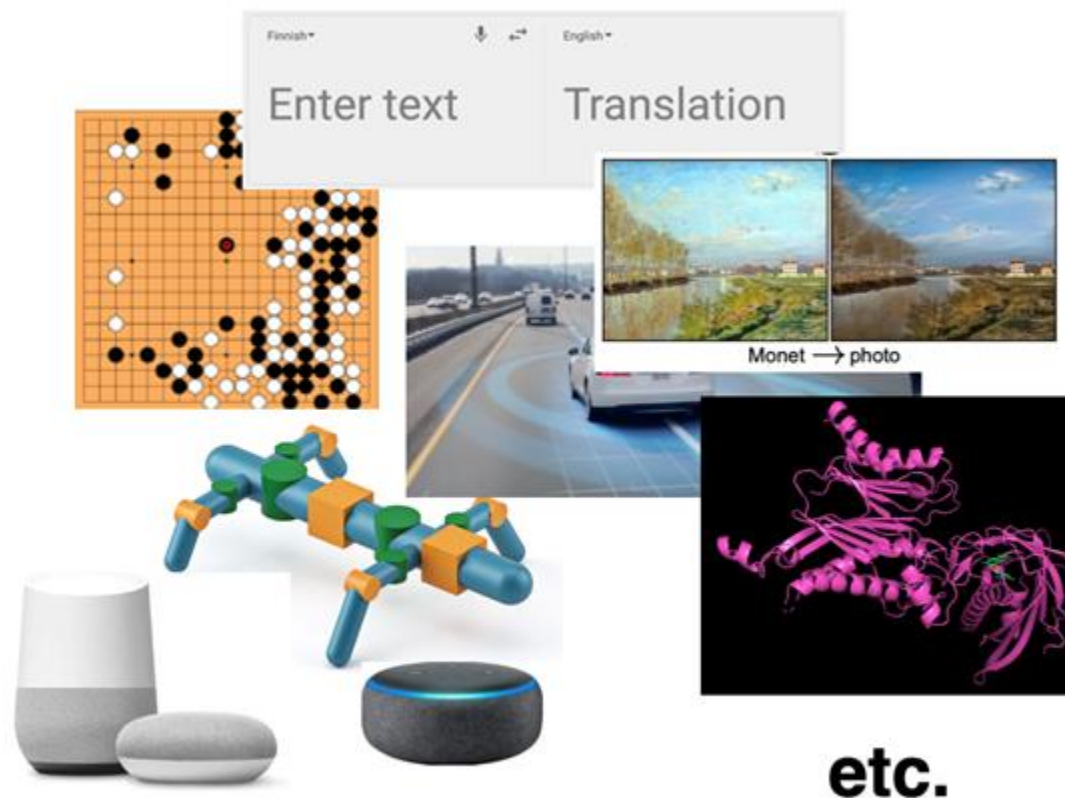 Finnish
English
Enter text
Translation
Monet → photo
etc.